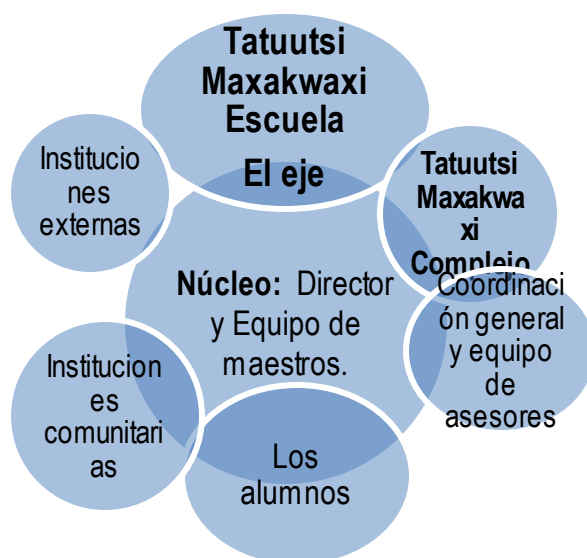 Tatuutsi
Maxakwaxi
Escuela
El eje
Institucio
nes
externas
Tatuutsi
Maxakwa
xi
Complejo
Núcleo: Director
y Equipo de
maestros.
Coordinaci
ón general
y equipo
de
asesores
Institucion
es
comunitari
as
Los
alumnos